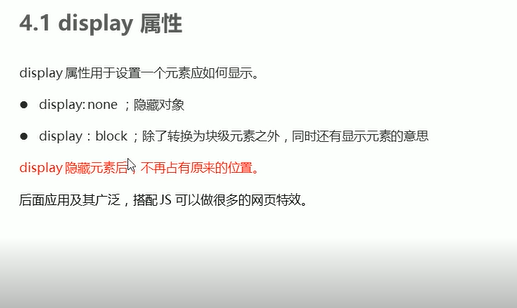 4.1 display 属性
display 属性用于设置一个元素应如何显示。
● display: none ；隐藏对象
● display：block ；除了转换为块级元素之外，同时还有显示元素的意思
display 隐藏元素后，不再占有原来的位置。
后面应用及其广泛，搭配 JS 可以做很多的网页特效。